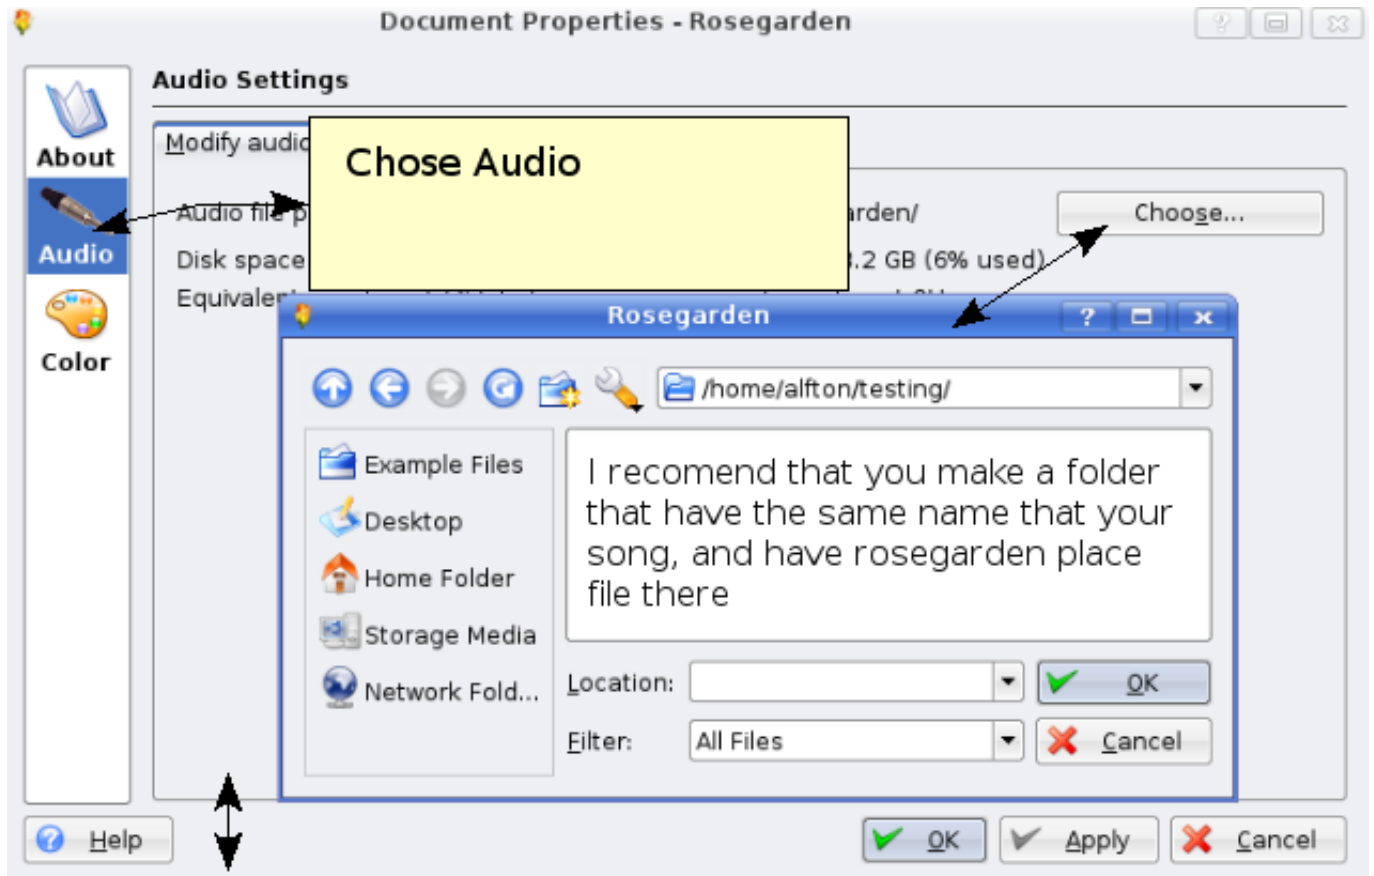 Document Properties - Rosegarden
Audio Settings
About
Modify audio
Chose Audio
Audio file p
arden/
Choose...
Audio
Disk space
.2 GB (6% used)
Color
Rosegarden
/home/alfton/testing/
Example Files
Desktop
Home Folder
Storage Media
Network Fold...
I recomend that you make a folder
that have the same name that your
song, and have rosegarden place
file there
Location:
OK
Filter:
All Files
Cancel
Help
OK
Apply
Cancel